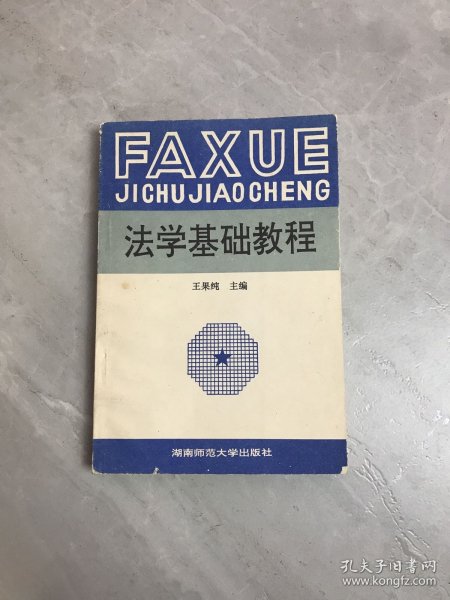 FAXUE
JICHUJIAOCHENG
法学基础教程
王果纯 主编
湖南师范大学出版社
孔夫子旧书网
www.kongfz.com